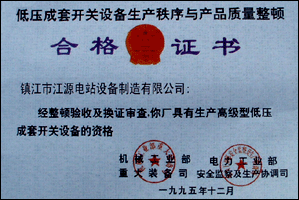 低压成套开关设备生产秩序与产品质量整顿
合格证书
镇江市江源电站设备制造有限公司:
经整顿验收及换证审查,你厂具有生产高级型低压
成套开关设备的资格
机械工业部 电力工业部
重大装备司 安全监察及生产协调司
一九九五年十二月